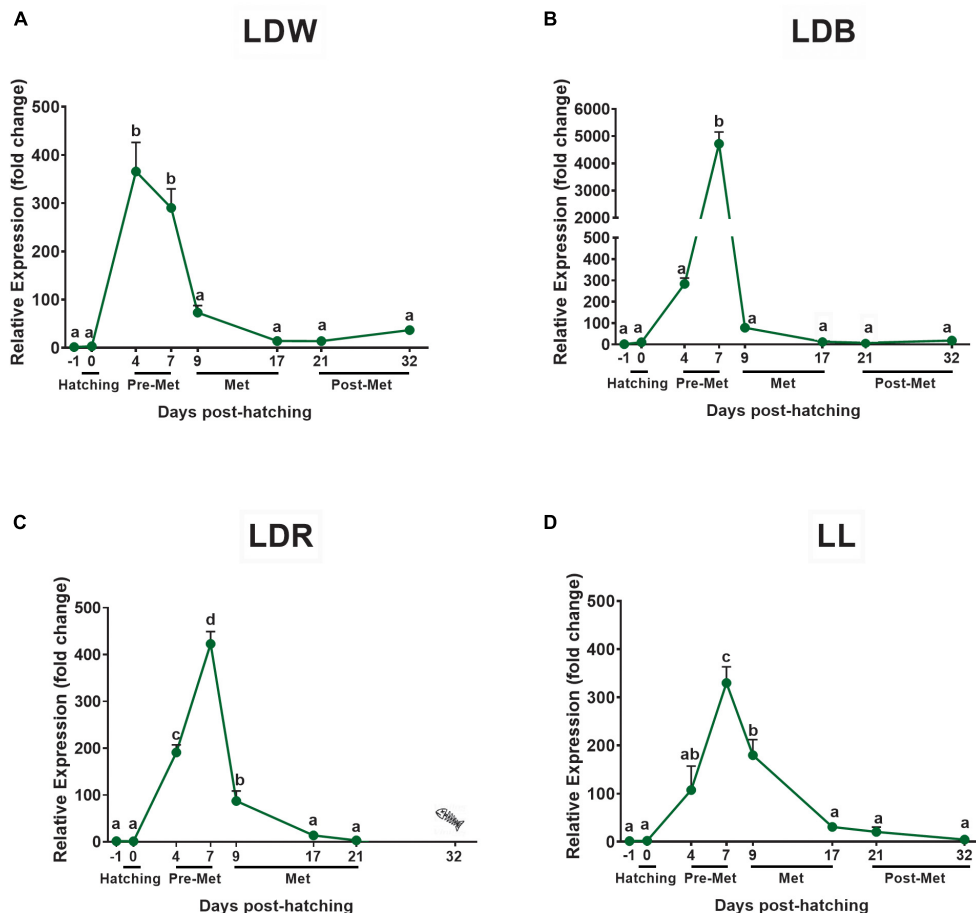 A
LDW
Relative Expression (fold change)
500
400
300
200
100
0
a a b b a a a a
-1 0 4 7 9 17 21 32
Hatching Pre-Met Met Post-Met
Days post-hatching
B
LDB
Relative Expression (fold change)
6000
5000
4000
3000
2000
500
400
300
200
100
0
a a a b a a a a
-1 0 4 7 9 17 21 32
Hatching Pre-Met Met Post-Met
Days post-hatching
C
LDR
Relative Expression (fold change)
500
400
300
200
100
0
a a c d b a a
-1 0 4 7 9 17 21 32
Hatching Pre-Met Met
Days post-hatching
D
LL
Relative Expression (fold change)
500
400
300
200
100
0
a a ab c b a a a
-1 0 4 7 9 17 21 32
Hatching Pre-Met Met Post-Met
Days post-hatching